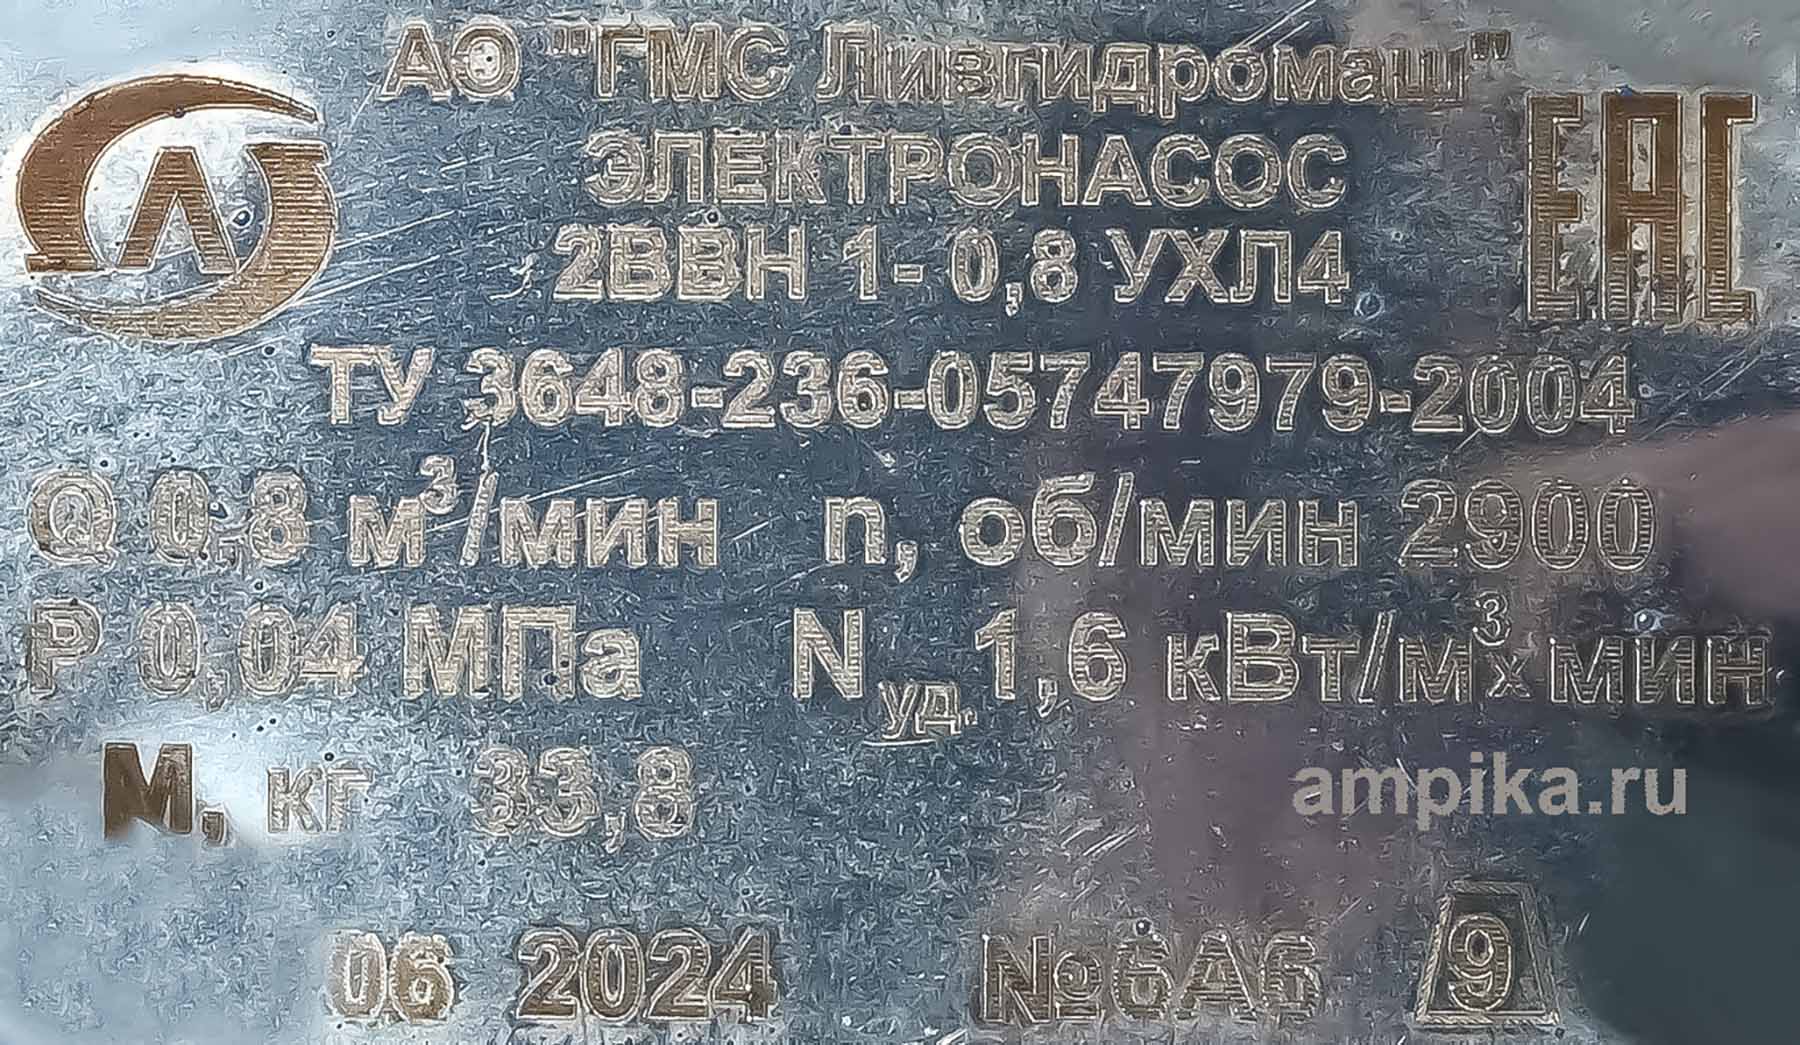 АО "ГМС Ливгидромаш"
ЭЛЕКТРОНАСОС
2ВВН 1- 0,8 УХЛ4
ЕАС
ТУ 3648-236-05747979-2004
Q 0,8 м³/мин n, об/мин 2900
Р 0,04 МПа N уд. 1,6 кВт/м³х мин
М, кг 33,8
ampika.ru
06 2024 №6А6 9